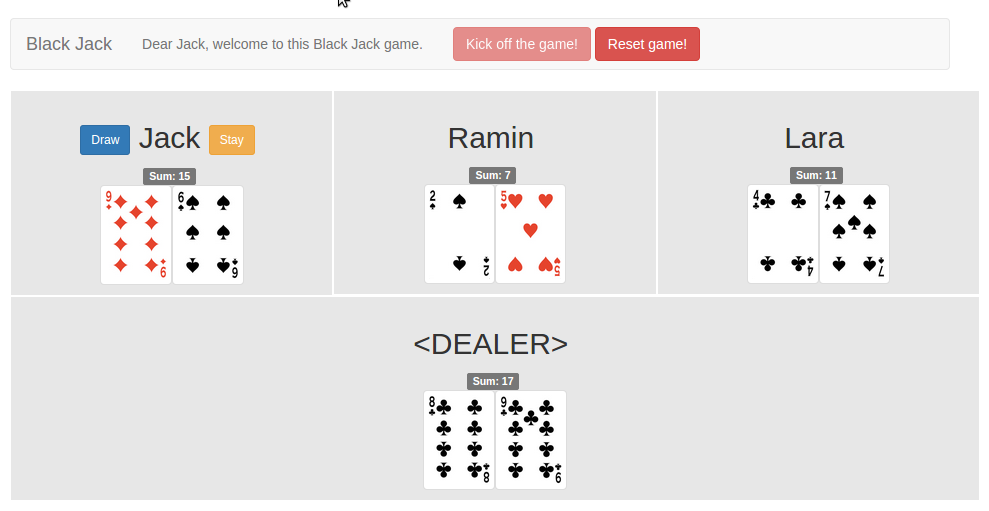 Black Jack Dear Jack, welcome to this Black Jack game. Kick off the game! Reset game!
Draw Jack Stay
Sum: 15
9 6
9 6
Ramin
Sum: 7
2 5
2 5
Lara
Sum: 11
4 7
4 7
<DEALER>
Sum: 17
8 9
8 9